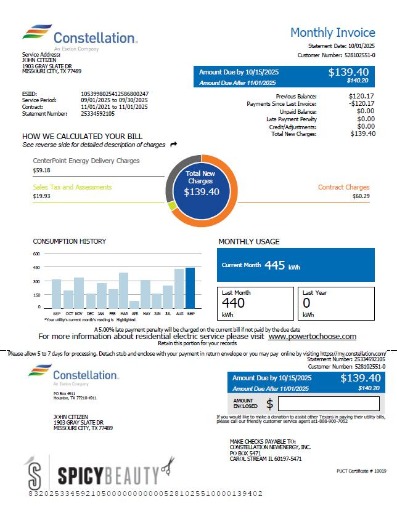 Constellation.
An Exelon Company
Monthly Invoice
Statement Date: 10/01/2025
Customer Number: 528102551-0
Service Address:
JOHN CITIZEN
1903 GRAY SLATE DR
MISSOURI CITY, TX 77489
Amount Due by 10/15/2025 $139.40
Amount Due After 11/01/2025 $140.20
ESIID: 1053998025412586800247
Service Period: 09/01/2025 to 09/30/2025
Contract: 11/01/2021 to 11/01/2025
Statement Number: 25334592105
Previous Balance: $120.17
Payments Since Last Invoice: -$120.17
Unpaid Balance: $0.00
Late Payment Penalty $0.00
Credit/Adjustments: $0.00
Total New Charges: $139.40
HOW WE CALCULATED YOUR BILL
See reverse side for detailed description of charges
CenterPoint Energy Delivery Charges
$59.18
Sales Tax and Assessments
$19.93
Total New
Charges
$139.40
Contract Charges
$60.29
CONSUMPTION HISTORY
600
450
300
150
0
SEP OCT NOV DEC JAN FEB MAR APR MAY JUN JUL AUG SEP
*Your utility's current month's meeting is Highlighted
MONTHLY USAGE
Current Month 445 kWh
Last Month
440
kWh
Last Year
0
kWh
A 5.00% late payment penalty will be charged on the current bill if not paid by the due date
For more information about residential electric service please visit www.powertochoose.com
Retain this portion for your records
Please allow 5 to 7 days for processing. Detach stub and enclose with your payment in return envelope or you may pay online by visiting https://my.constellation.com/
Statement Number: 25334592105
Customer Number: 528102551-0
Constellation.
An Exelon Company
PO Box 4911
Houston, TX 77210-4911
Amount Due by 10/15/2025 $139.40
Amount Due After 11/01/2025 $140.20
AMOUNT
ENCLOSED $
If you would like to make a donation to assist other Texans in paying their utility bills,
please call our friendly customer service agent at
JOHN CITIZEN
1903 GRAY SLATE DR
MISSOURI CITY, TX 77489
MAKE CHECKS PAYABLE TO:
CONSTELLATION NEWENERGY, INC.
PO BOX 5471
CAROL STREAM IL 60197-5471
SPICYBEAUTY
PUCT Certificate # 10019